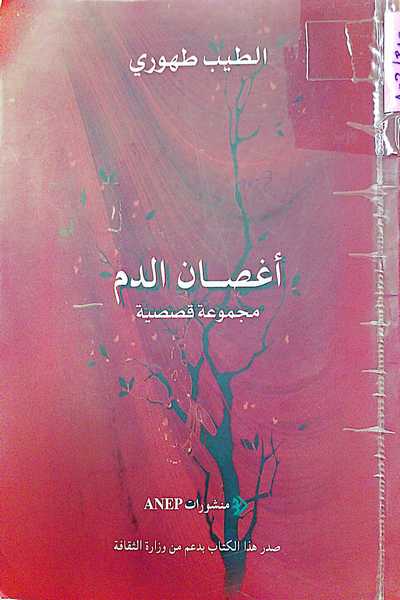 الطيب طهوري
أغصان الدم
مجموعة قصصية
منشورات ANEP
صدر هذا الكتاب بدعم من وزارة الثقافة